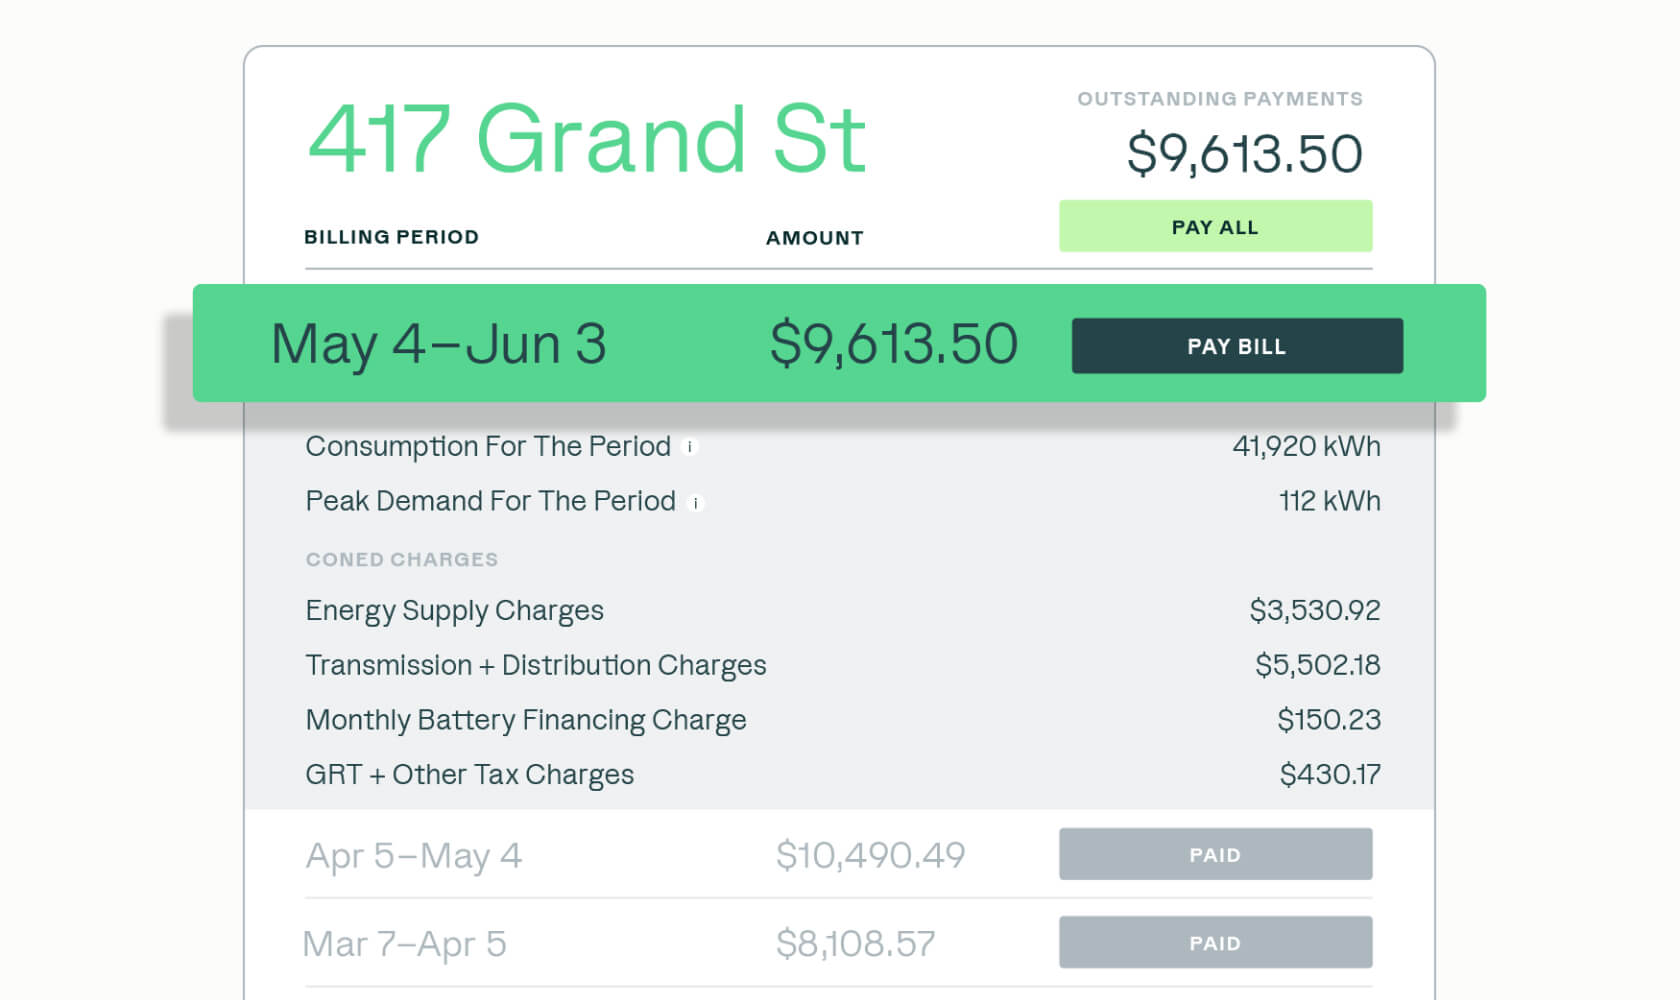 417 Grand St
OUTSTANDING PAYMENTS
$9,613.50
PAY ALL
BILLING PERIOD AMOUNT
May 4–Jun 3 $9,613.50 PAY BILL
Consumption For The Period i 41,920 kWh
Peak Demand For The Period i 112 kWh
CONED CHARGES
Energy Supply Charges $3,530.92
Transmission + Distribution Charges $5,502.18
Monthly Battery Financing Charge $150.23
GRT + Other Tax Charges $430.17
Apr 5–May 4 $10,490.49 PAID
Mar 7–Apr 5 $8,108.57 PAID